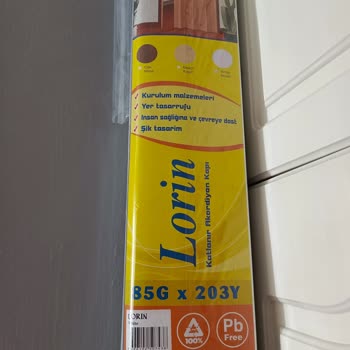 Kurulum malzemeleri
Yer tasarrufu
İnsan sağlığına ve çevreye dost
Şık tasarım
Lorin
Katlanır Akordiyon Kapı
85G x 203Y
LORIN
100%
Pb
Free